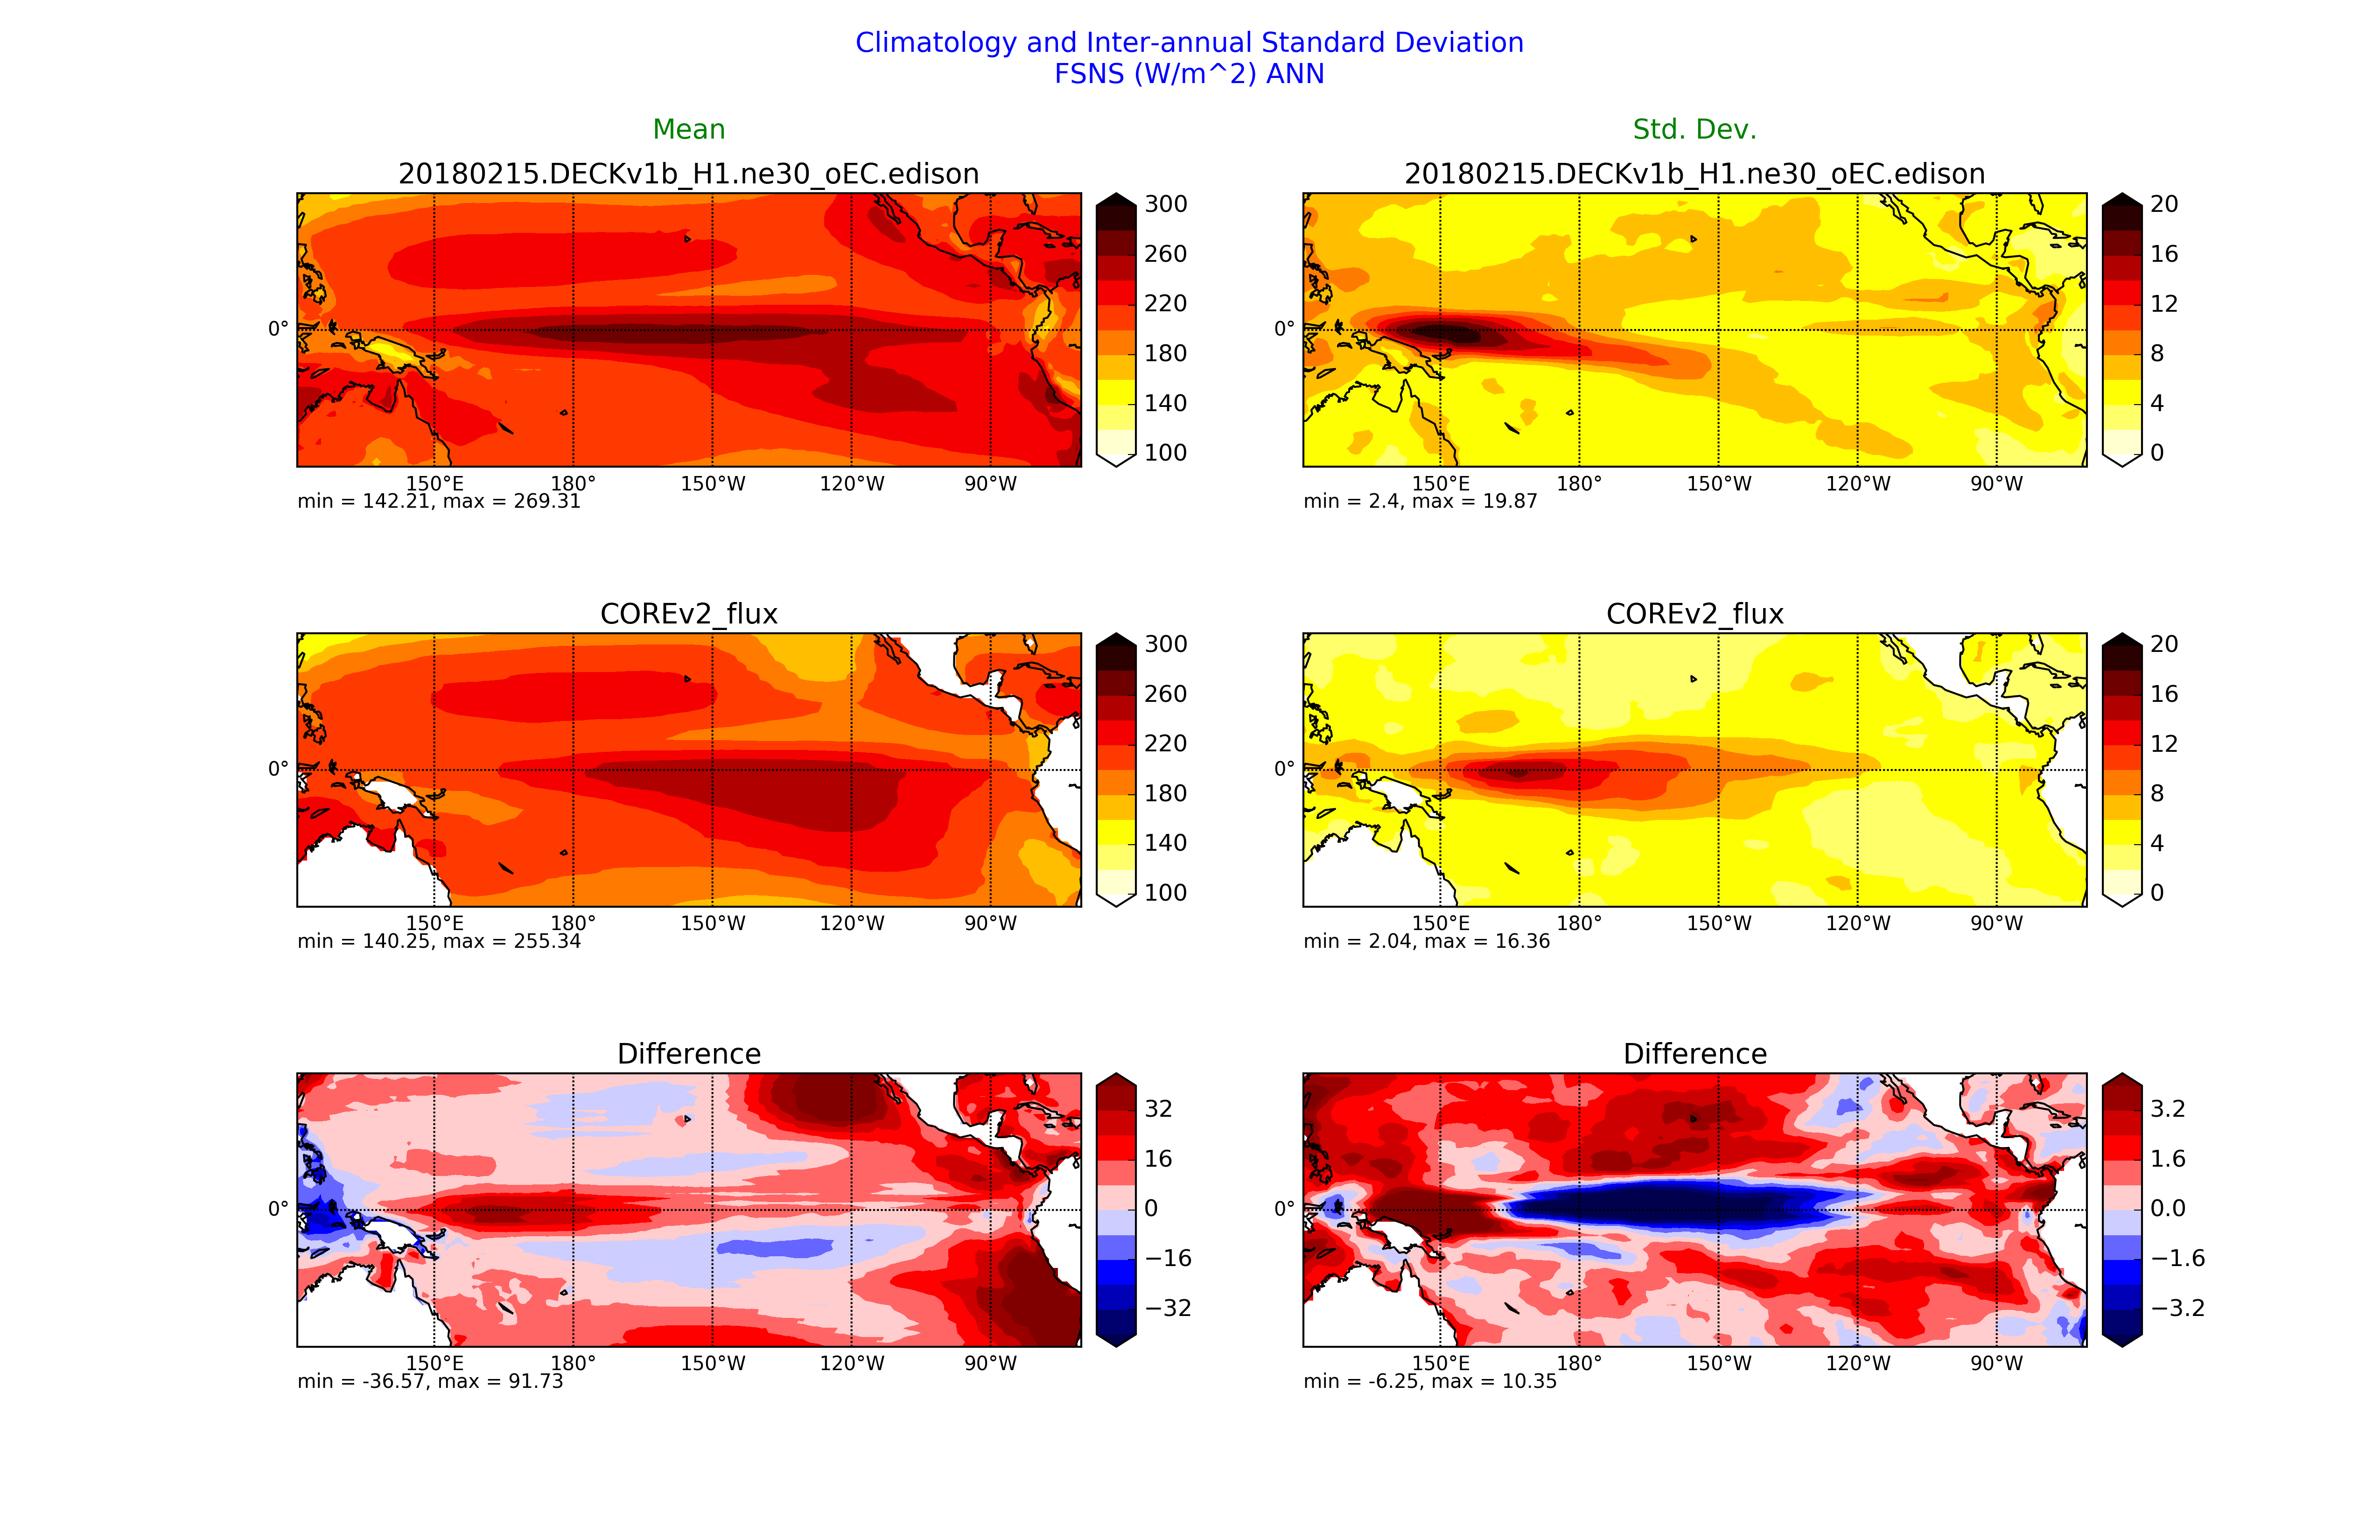 Climatology and Inter-annual Standard Deviation
FSNS (W/m^2) ANN
Mean
Std. Dev.
20180215.DECKv1b_H1.ne30_oEC.edison
20180215.DECKv1b_H1.ne30_oEC.edison
300
260
220
180
140
100
0°
150°E 180° 150°W 120°W 90°W
min = 142.21, max = 269.31
20
16
12
8
4
0
0°
150°E 180° 150°W 120°W 90°W
min = 2.4, max = 19.87
COREv2_flux
COREv2_flux
300
260
220
180
140
100
0°
150°E 180° 150°W 120°W 90°W
min = 140.25, max = 255.34
20
16
12
8
4
0
0°
150°E 180° 150°W 120°W 90°W
min = 2.04, max = 16.36
Difference
Difference
32
16
0
−16
−32
0°
150°E 180° 150°W 120°W 90°W
min = -36.57, max = 91.73
3.2
1.6
0.0
−1.6
−3.2
0°
150°E 180° 150°W 120°W 90°W
min = -6.25, max = 10.35